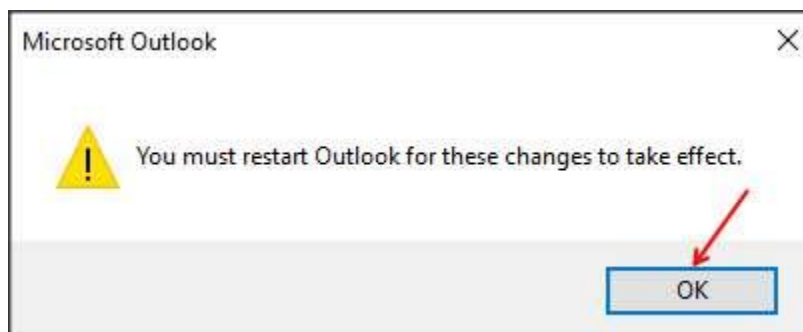 Microsoft Outlook
You must restart Outlook for these changes to take effect.
OK